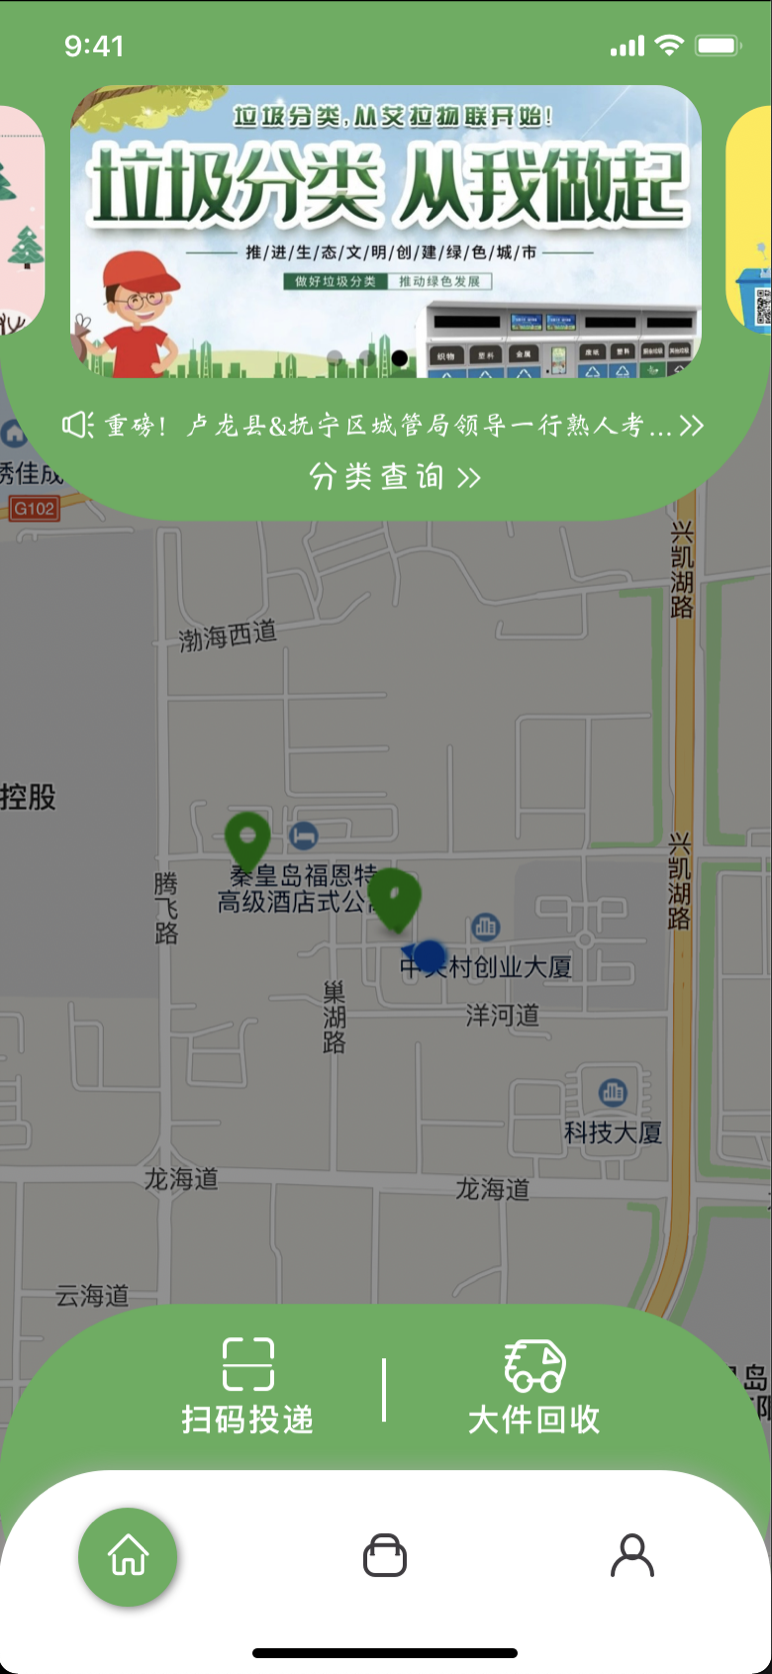 9:41
垃圾分类,从艾拉物联开始!
垃圾分类 从我做起
推/进/生/态/文/明/创/建/绿/色/城/市
做好垃圾分类 推动绿色发展
织物 塑料 金属 废纸 塑料
重磅! 卢龙县&抚宁区城管局领导一行熟人考...
分类查询
绣佳成
G102
兴凯湖路
渤海西道
控股
兴凯湖路
秦皇岛福恩特
高级酒店式公寓
腾飞路
中关村创业大厦
巢湖路
洋河道
科技大厦
龙海道
龙海道
云海道
皇岛
扫码投递
大件回收